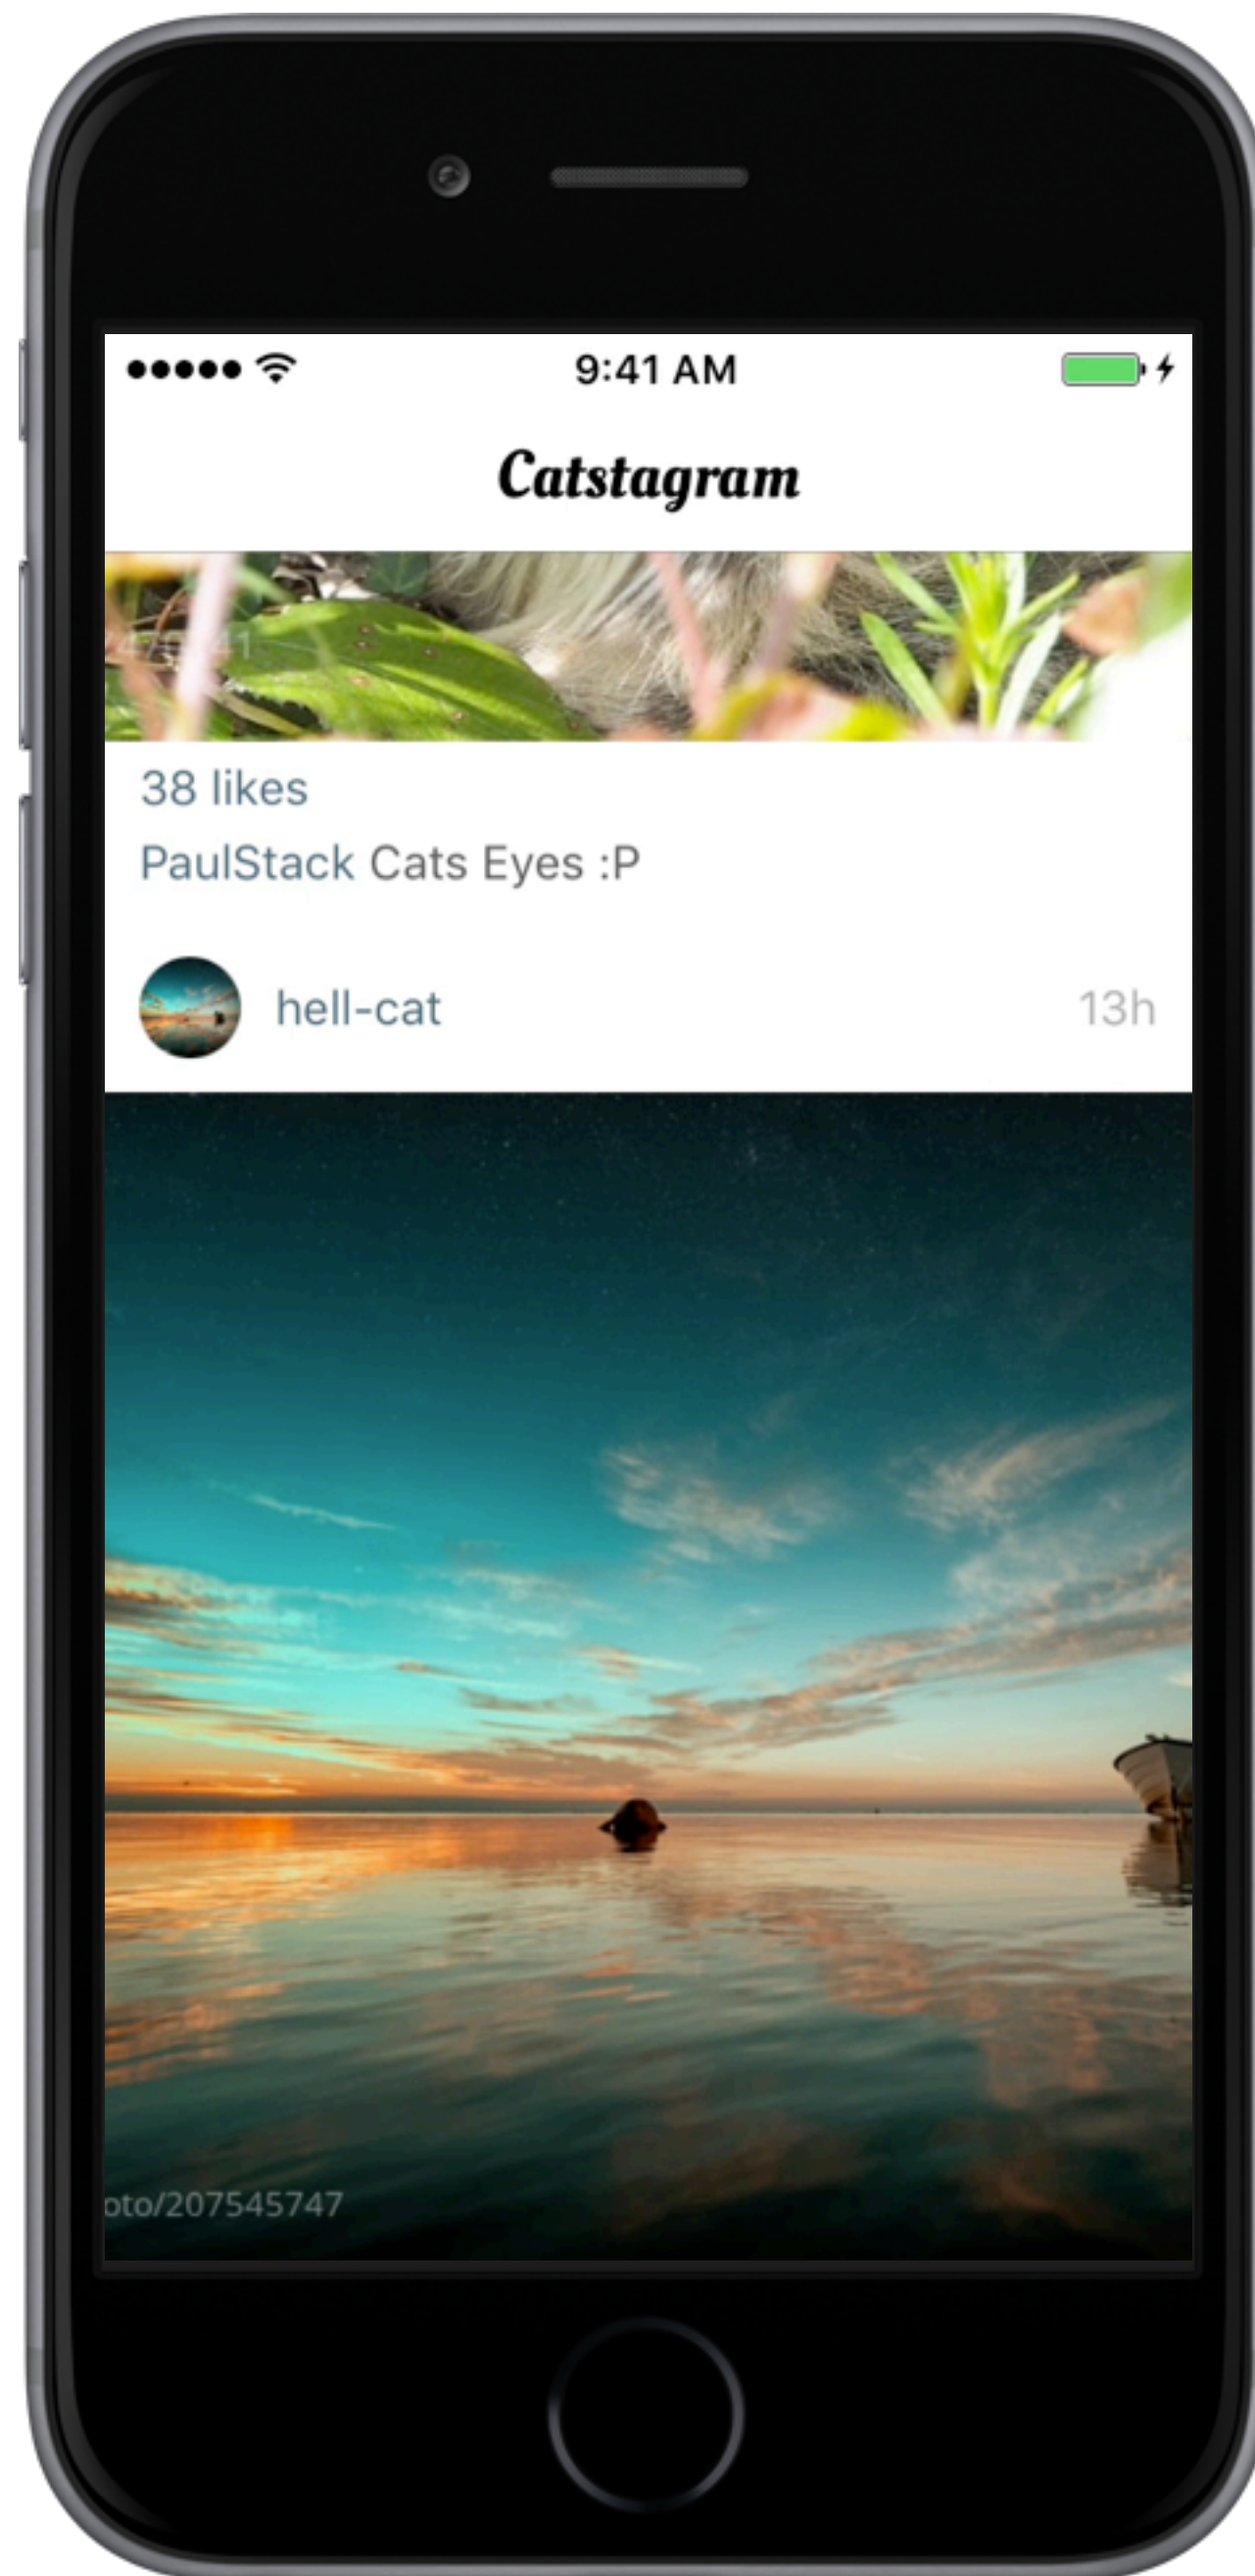 9:41 AM
Catstagram
38 likes
PaulStack Cats Eyes :P
hell-cat 13h
oto/207545747